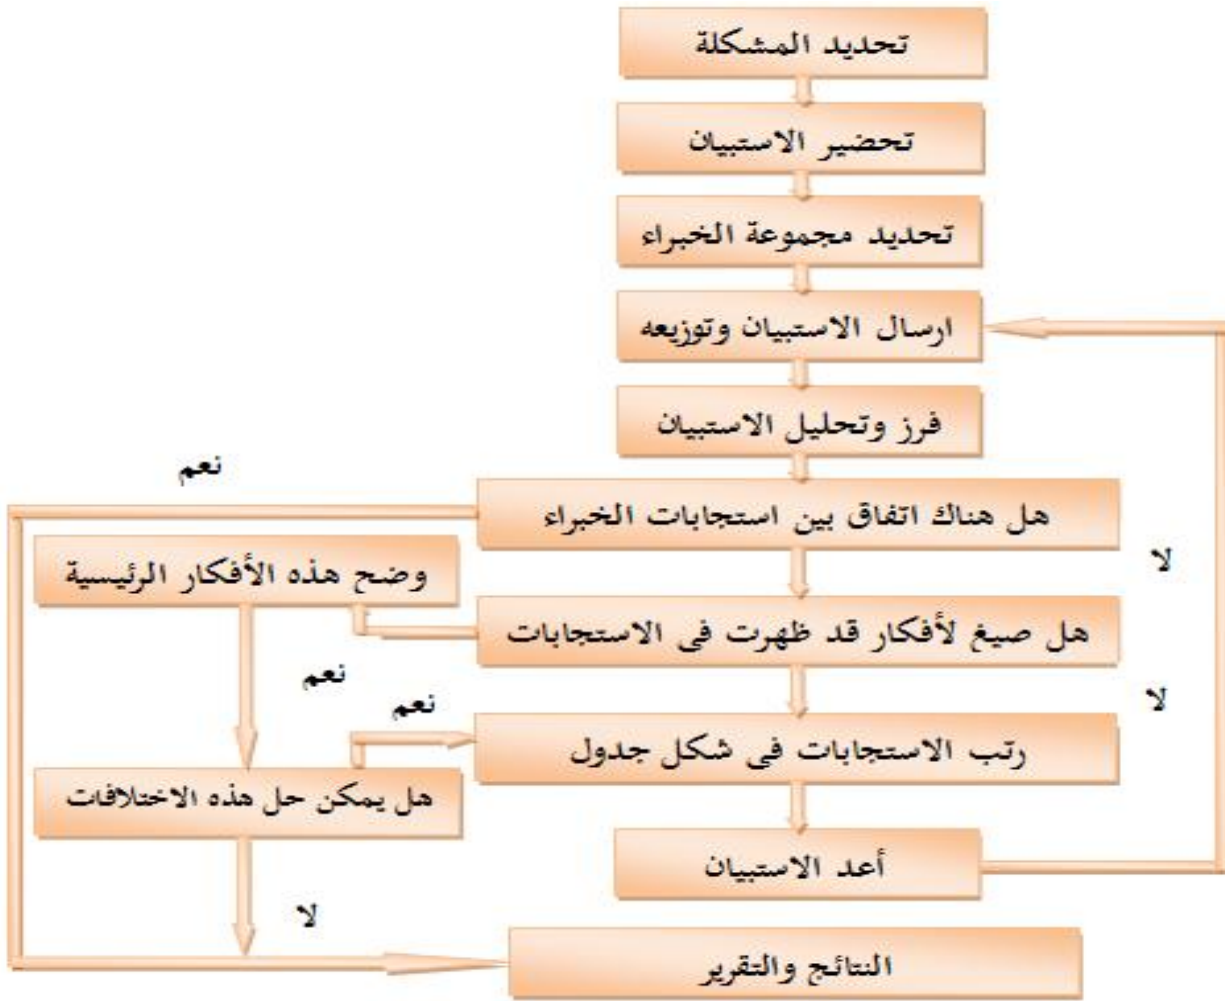 تحديد المشكلة
تحضير الاستبيان
تحديد مجموعة الخبراء
ارسال الاستبيان وتوزيعه
فرز وتحليل الاستبيان
نعم
هل هناك اتفاق بين استجابات الخبراء
لا
وضح هذه الأفكار الرئيسية
هل صيغ لأفكار قد ظهرت فى الاستجابات
نعم
لا
نعم
رتب الاستجابات فى شكل جدول
هل يمكن حل هذه الاختلافات
أعد الاستبيان
لا
النتائج والتقرير